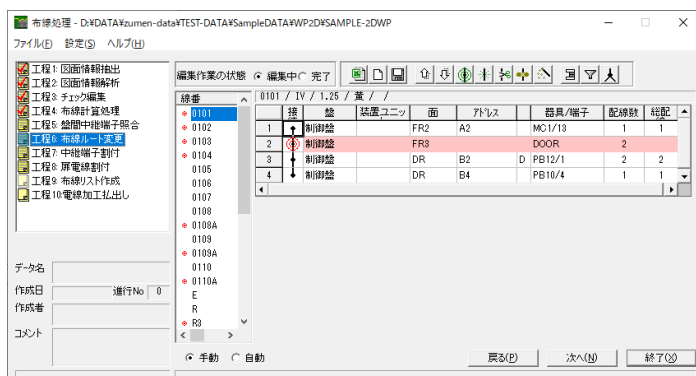 布線処理 - D:¥DATA¥zumen-data¥TEST-DATA¥SampleDATA¥WP2D¥SAMPLE-2DWP
ファイル(F) 設定(S) ヘルプ(H)
工程1: 図面情報抽出
工程2: 図面情報解析
工程3: チェック編集
工程4: 布線計算処理
工程5: 盤間中継端子照合
工程6: 布線ルート変更
工程7: 中継端子割付
工程8: 扉電線割付
工程9: 布線リスト作成
工程10:電線加工払出し
データ名
作成日 進行No 0
作成者
コメント
編集作業の状態 編集中 完了
線番
0101
0102
0103
0104
0105
0106
0107
0108
0108A
0109
0109A
0110
0110A
E
R
R3
手動 自動
0101 / IV / 1.25 / 黄 / /
接 盤 装置ユニッ 面 アドレス 器具/端子 配線数 総配
1 制御盤 FR2 A2 MC1/13 1 1
2 制御盤 FR3 DOOR 2
3 制御盤 DR B2 D PB12/1 2 2
4 制御盤 DR B4 PB10/4 1 1
戻る(P) 次へ(N) 終了(X)